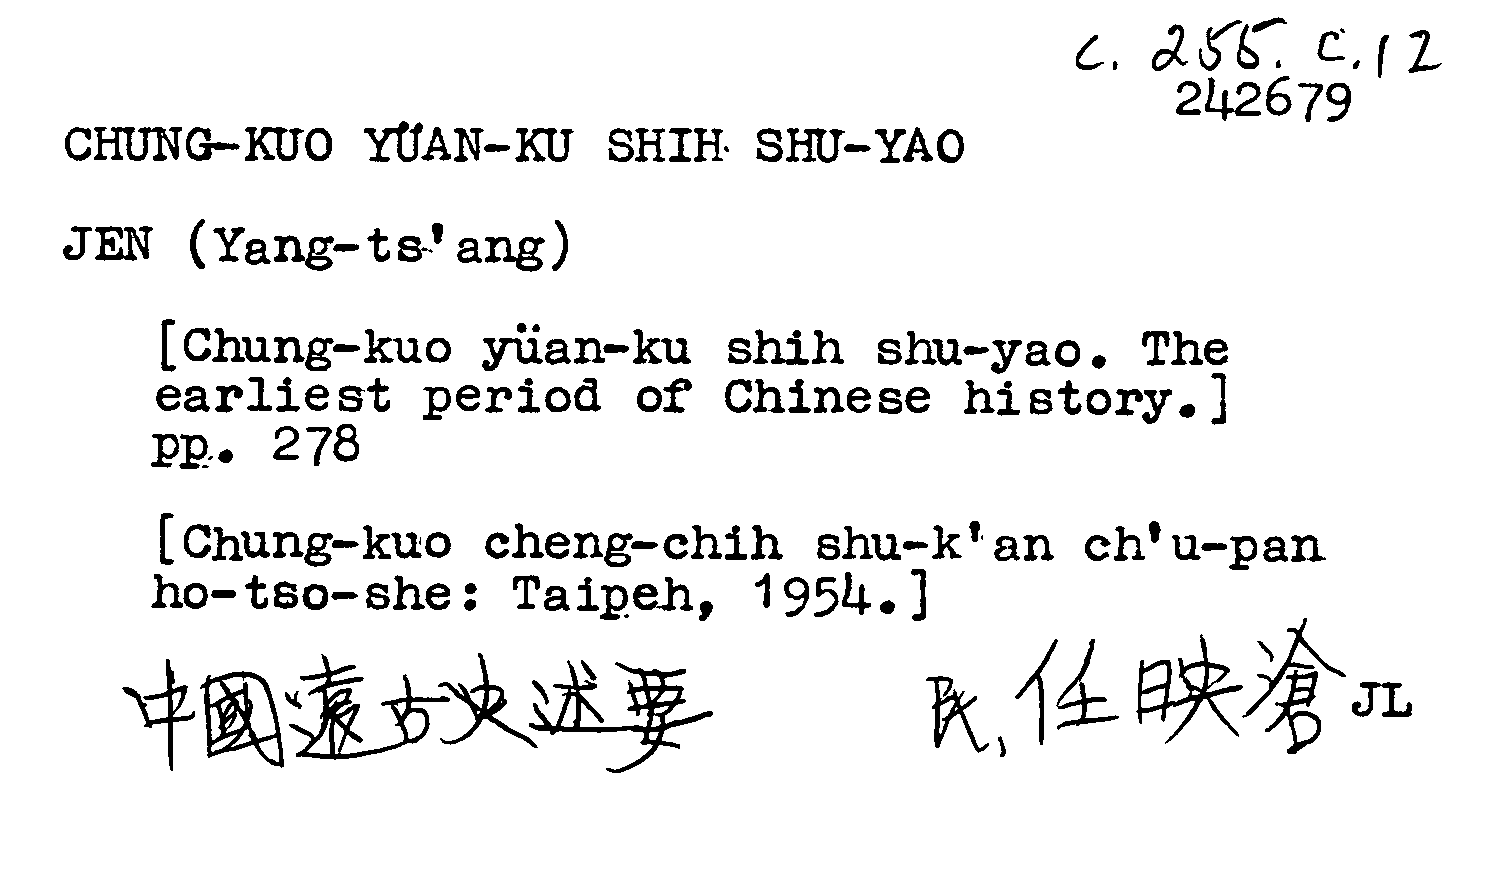 C. 255. C.12
242679
CHUNG-KUO YÜAN-KU SHIH SHU-YAO
JEN (Yang-ts'ang)
[Chung-kuo yüan-ku shih shu-yao. The
earliest period of Chinese history.]
pp. 278
[Chung-kuo cheng-chih shu-k'an ch'u-pan
ho-tso-she: Taipeh, 1954.]
中國遠古史述要 民, 任映滄 JL